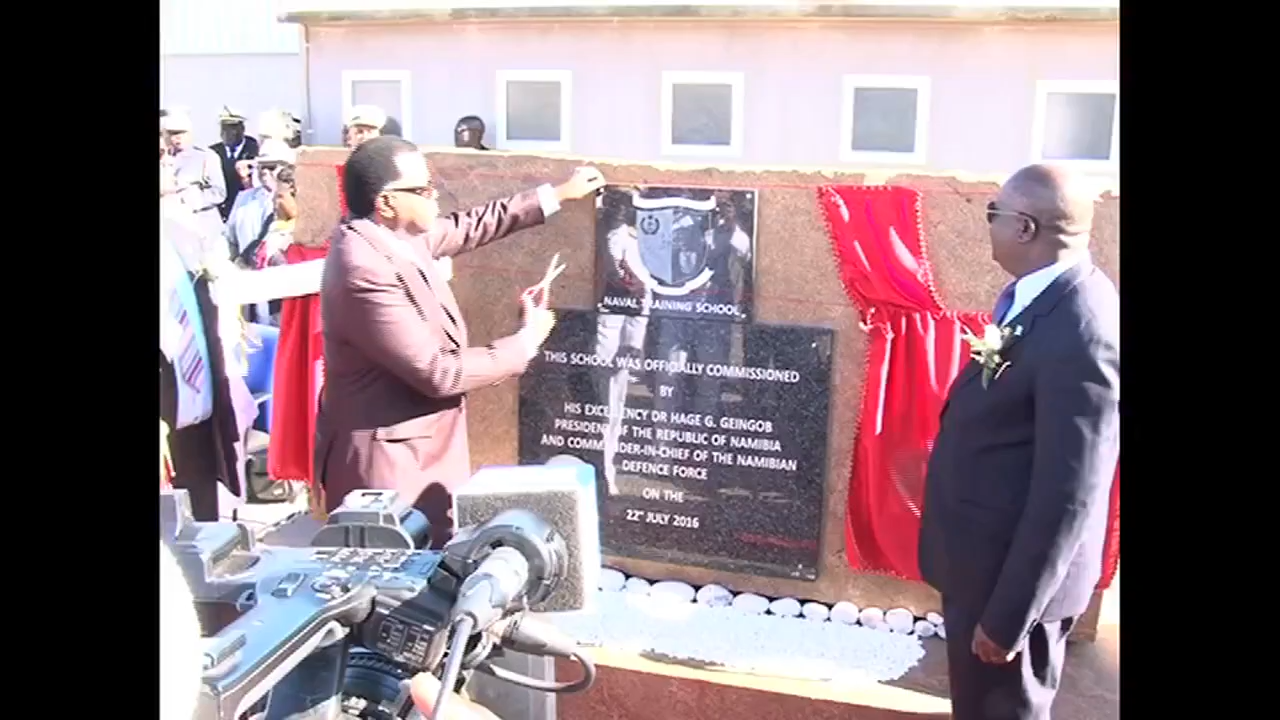 NAVAL TRAINING SCHOOL
THIS SCHOOL WAS OFFICIALLY COMMISSIONED
BY
HIS EXCELLENCY DR HAGE G. GEINGOB
PRESIDENT OF THE REPUBLIC OF NAMIBIA
AND COMMANDER-IN-CHIEF OF THE NAMIBIAN
DEFENCE FORCE
ON THE
22ⁿᵈ JULY 2016